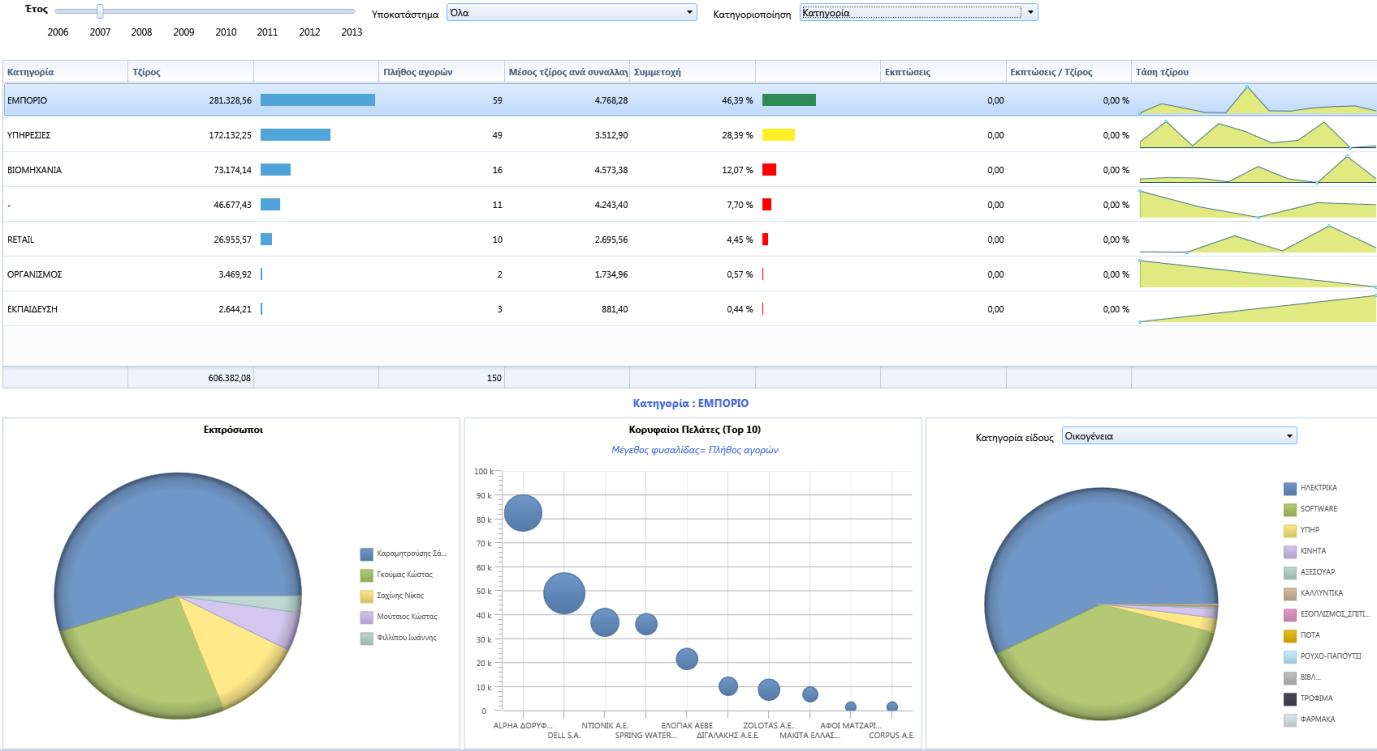 Έτος
Υποκατάστημα Όλα Κατηγοριοποίηση Κατηγορία
2006 2007 2008 2009 2010 2011 2012 2013
Κατηγορία Τζίρος Πλήθος αγορών Μέσος τζίρος ανά συναλλαγ Συμμετοχή Εκπτώσεις Εκπτώσεις / Τζίρος Τάση τζίρου
ΕΜΠΟΡΙΟ 281.328,56 59 4.768,28 46,39 % 0,00 0,00 %
ΥΠΗΡΕΣΙΕΣ 172.132,25 49 3.512,90 28,39 % 0,00 0,00 %
ΒΙΟΜΗΧΑΝΙΑ 73.174,14 16 4.573,38 12,07 % 0,00 0,00 %
- 46.677,43 11 4.243,40 7,70 % 0,00 0,00 %
RETAIL 26.955,57 10 2.695,56 4,45 % 0,00 0,00 %
ΟΡΓΑΝΙΣΜΟΣ 3.469,92 2 1.734,96 0,57 % 0,00 0,00 %
ΕΚΠΑΙΔΕΥΣΗ 2.644,21 3 881,40 0,44 % 0,00 0,00 %
606.382,08 150
Κατηγορία : ΕΜΠΟΡΙΟ
Εκπρόσωποι
Καραμητρούσης Σά...
Γκούμας Κώστας
Σαχίνης Νίκος
Μούτσιος Κώστας
Φιλλίπου Ιωάννης
Κορυφαίοι Πελάτες (Top 10)
Μέγεθος φυσαλίδας= Πλήθος αγορών
100 k
90 k
80 k
70 k
60 k
50 k
40 k
30 k
20 k
10 k
0
ALPHA ΔΟΡΥΦ... ΝΤΙΟΝΙΚ Α.Ε. ΕΛΟΠΑΚ ΑΕΒΕ ZOLOTAS A.E. ΑΦΟΙ ΜΑΤΖΑΡΙ...
DELL S.A. SPRING WATER... ΔΙΓΑΛΑΚΗΣ Α.Ε.Ε. ΜΑΚΙΤΑ ΕΛΛΑΣ... CORPUS A.E.
Κατηγορία είδους Οικογένεια
ΗΛΕΚΤΡΙΚΑ
SOFTWARE
ΥΠΗΡ
ΚΙΝΗΤΑ
ΑΞΕΣΟΥΑΡ
ΚΑΛΛΥΝΤΙΚΑ
ΕΞΟΠΛΙΣΜΟΣ_ΣΠΙΤΙ...
ΠΟΤΑ
ΡΟΥΧΟ-ΠΑΠΟΥΤΣΙ
ΒΙΒΛ...
ΤΡΟΦΙΜΑ
ΦΑΡΜΑΚΑ